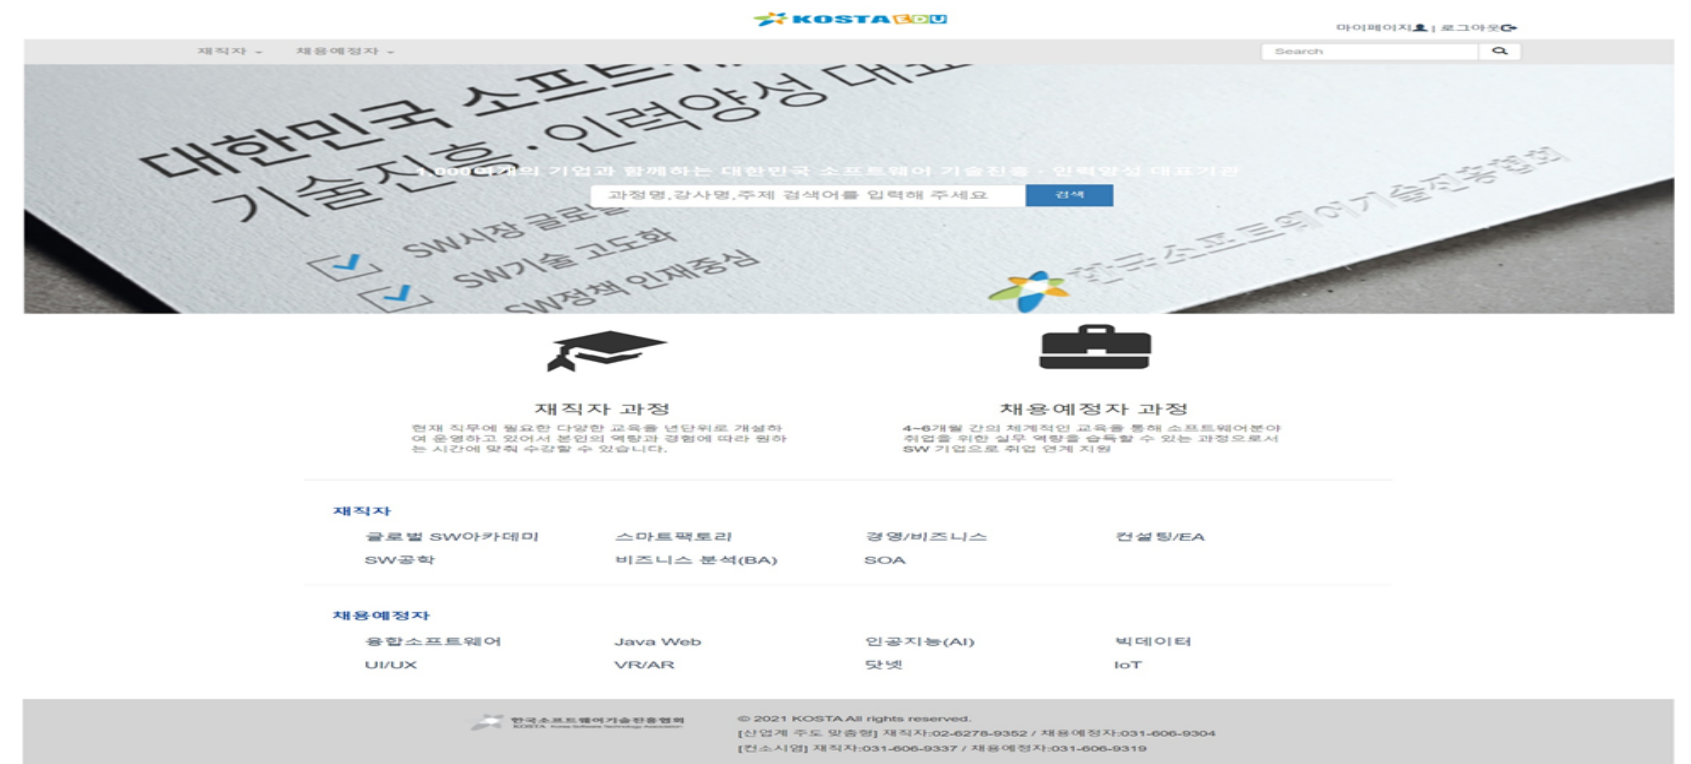 KOSTA EDU
마이페이지 | 로그아웃
재직자 채용예정자 Search
대한민국 소프트웨
기술진흥·인력양성 대표
1,000여개의 기업과 함께하는 대한민국 소프트웨어 기술진흥 · 인력양성 대표기관
과정명,강사명,주제 검색어를 입력해 주세요 검색
SW시장 글로벌
SW기술 고도화
SW정책 인재중심
한국소프트웨어기술진흥협회
재직자 과정
현재 직무에 필요한 다양한 교육을 년단위로 개설하
여 운영하고 있어서 본인의 역량과 경험에 따라 원하
는 시간에 맞춰 수강할 수 있습니다.
채용예정자 과정
4~6개월 간의 체계적인 교육을 통해 소프트웨어분야
취업을 위한 실무 역량을 습득할 수 있는 과정으로서
SW 기업으로 취업 연계 지원
재직자
글로벌 SW아카데미 스마트팩토리 경영/비즈니스 컨설팅/EA
SW공학 비즈니스 분석(BA) SOA
채용예정자
융합소프트웨어 Java Web 인공지능(AI) 빅데이터
UI/UX VR/AR 닷넷 IoT
한국소프트웨어기술진흥협회
KOSTA Korea Software Technology Association
© 2021 KOSTA All rights reserved.
[산업계 주도 맞춤형] 재직자:02-6278-9352 / 채용예정자:031-606-9304
[컨소시엄] 재직자:031-606-9337 / 채용예정자:031-606-9319